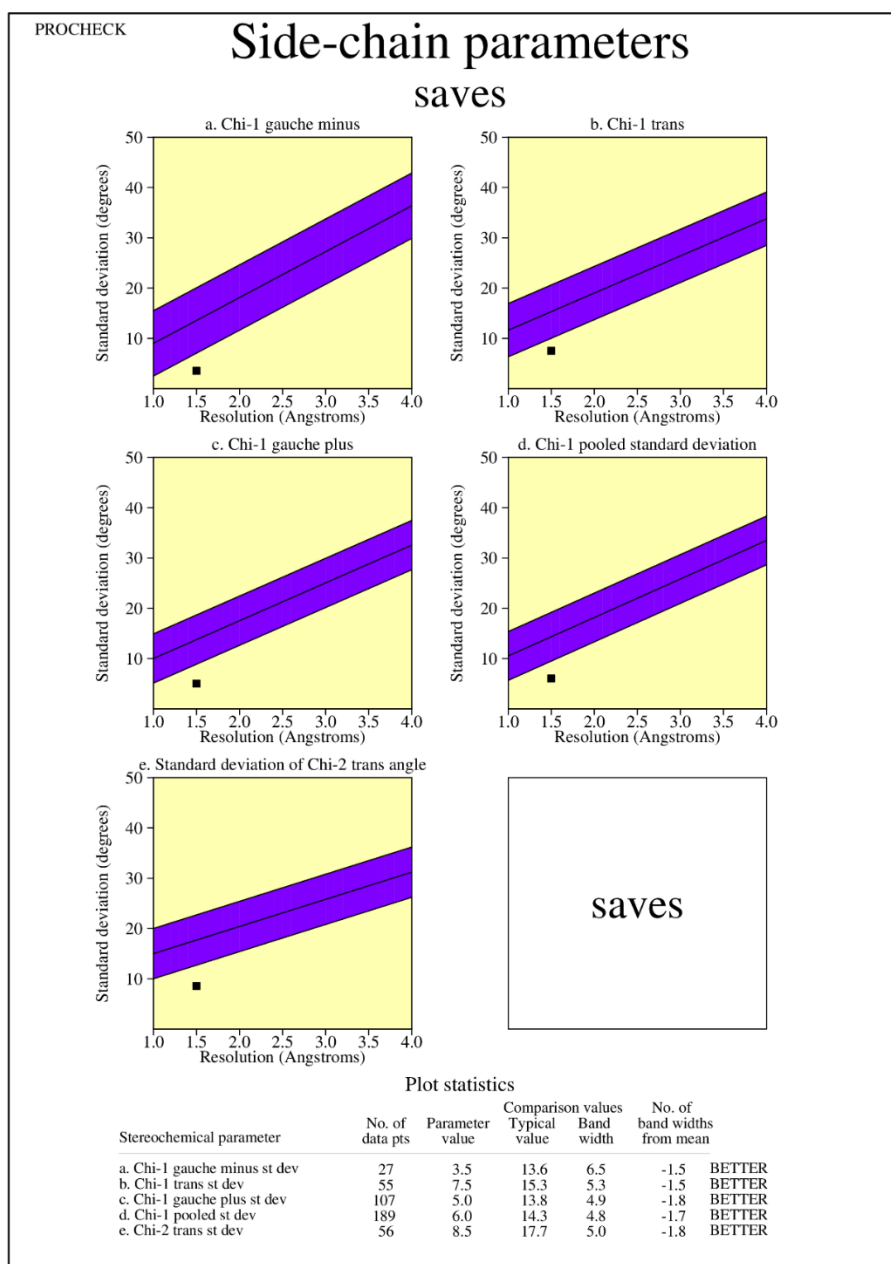 PROCHECK
Side-chain parameters
saves
a. Chi-1 gauche minus
Standard deviation (degrees)
50
40
30
20
10
1.0 1.5 2.0 2.5 3.0 3.5 4.0
Resolution (Angstroms)
b. Chi-1 trans
Standard deviation (degrees)
50
40
30
20
10
1.0 1.5 2.0 2.5 3.0 3.5 4.0
Resolution (Angstroms)
c. Chi-1 gauche plus
Standard deviation (degrees)
50
40
30
20
10
1.0 1.5 2.0 2.5 3.0 3.5 4.0
Resolution (Angstroms)
d. Chi-1 pooled standard deviation
Standard deviation (degrees)
50
40
30
20
10
1.0 1.5 2.0 2.5 3.0 3.5 4.0
Resolution (Angstroms)
e. Standard deviation of Chi-2 trans angle
Standard deviation (degrees)
50
40
30
20
10
1.0 1.5 2.0 2.5 3.0 3.5 4.0
Resolution (Angstroms)
saves
Plot statistics
Comparison values No. of
No. of Parameter Typical Band band widths
Stereochemical parameter data pts value value width from mean
a. Chi-1 gauche minus st dev 27 3.5 13.6 6.5 -1.5 BETTER
b. Chi-1 trans st dev 55 7.5 15.3 5.3 -1.5 BETTER
c. Chi-1 gauche plus st dev 107 5.0 13.8 4.9 -1.8 BETTER
d. Chi-1 pooled st dev 189 6.0 14.3 4.8 -1.7 BETTER
e. Chi-2 trans st dev 56 8.5 17.7 5.0 -1.8 BETTER